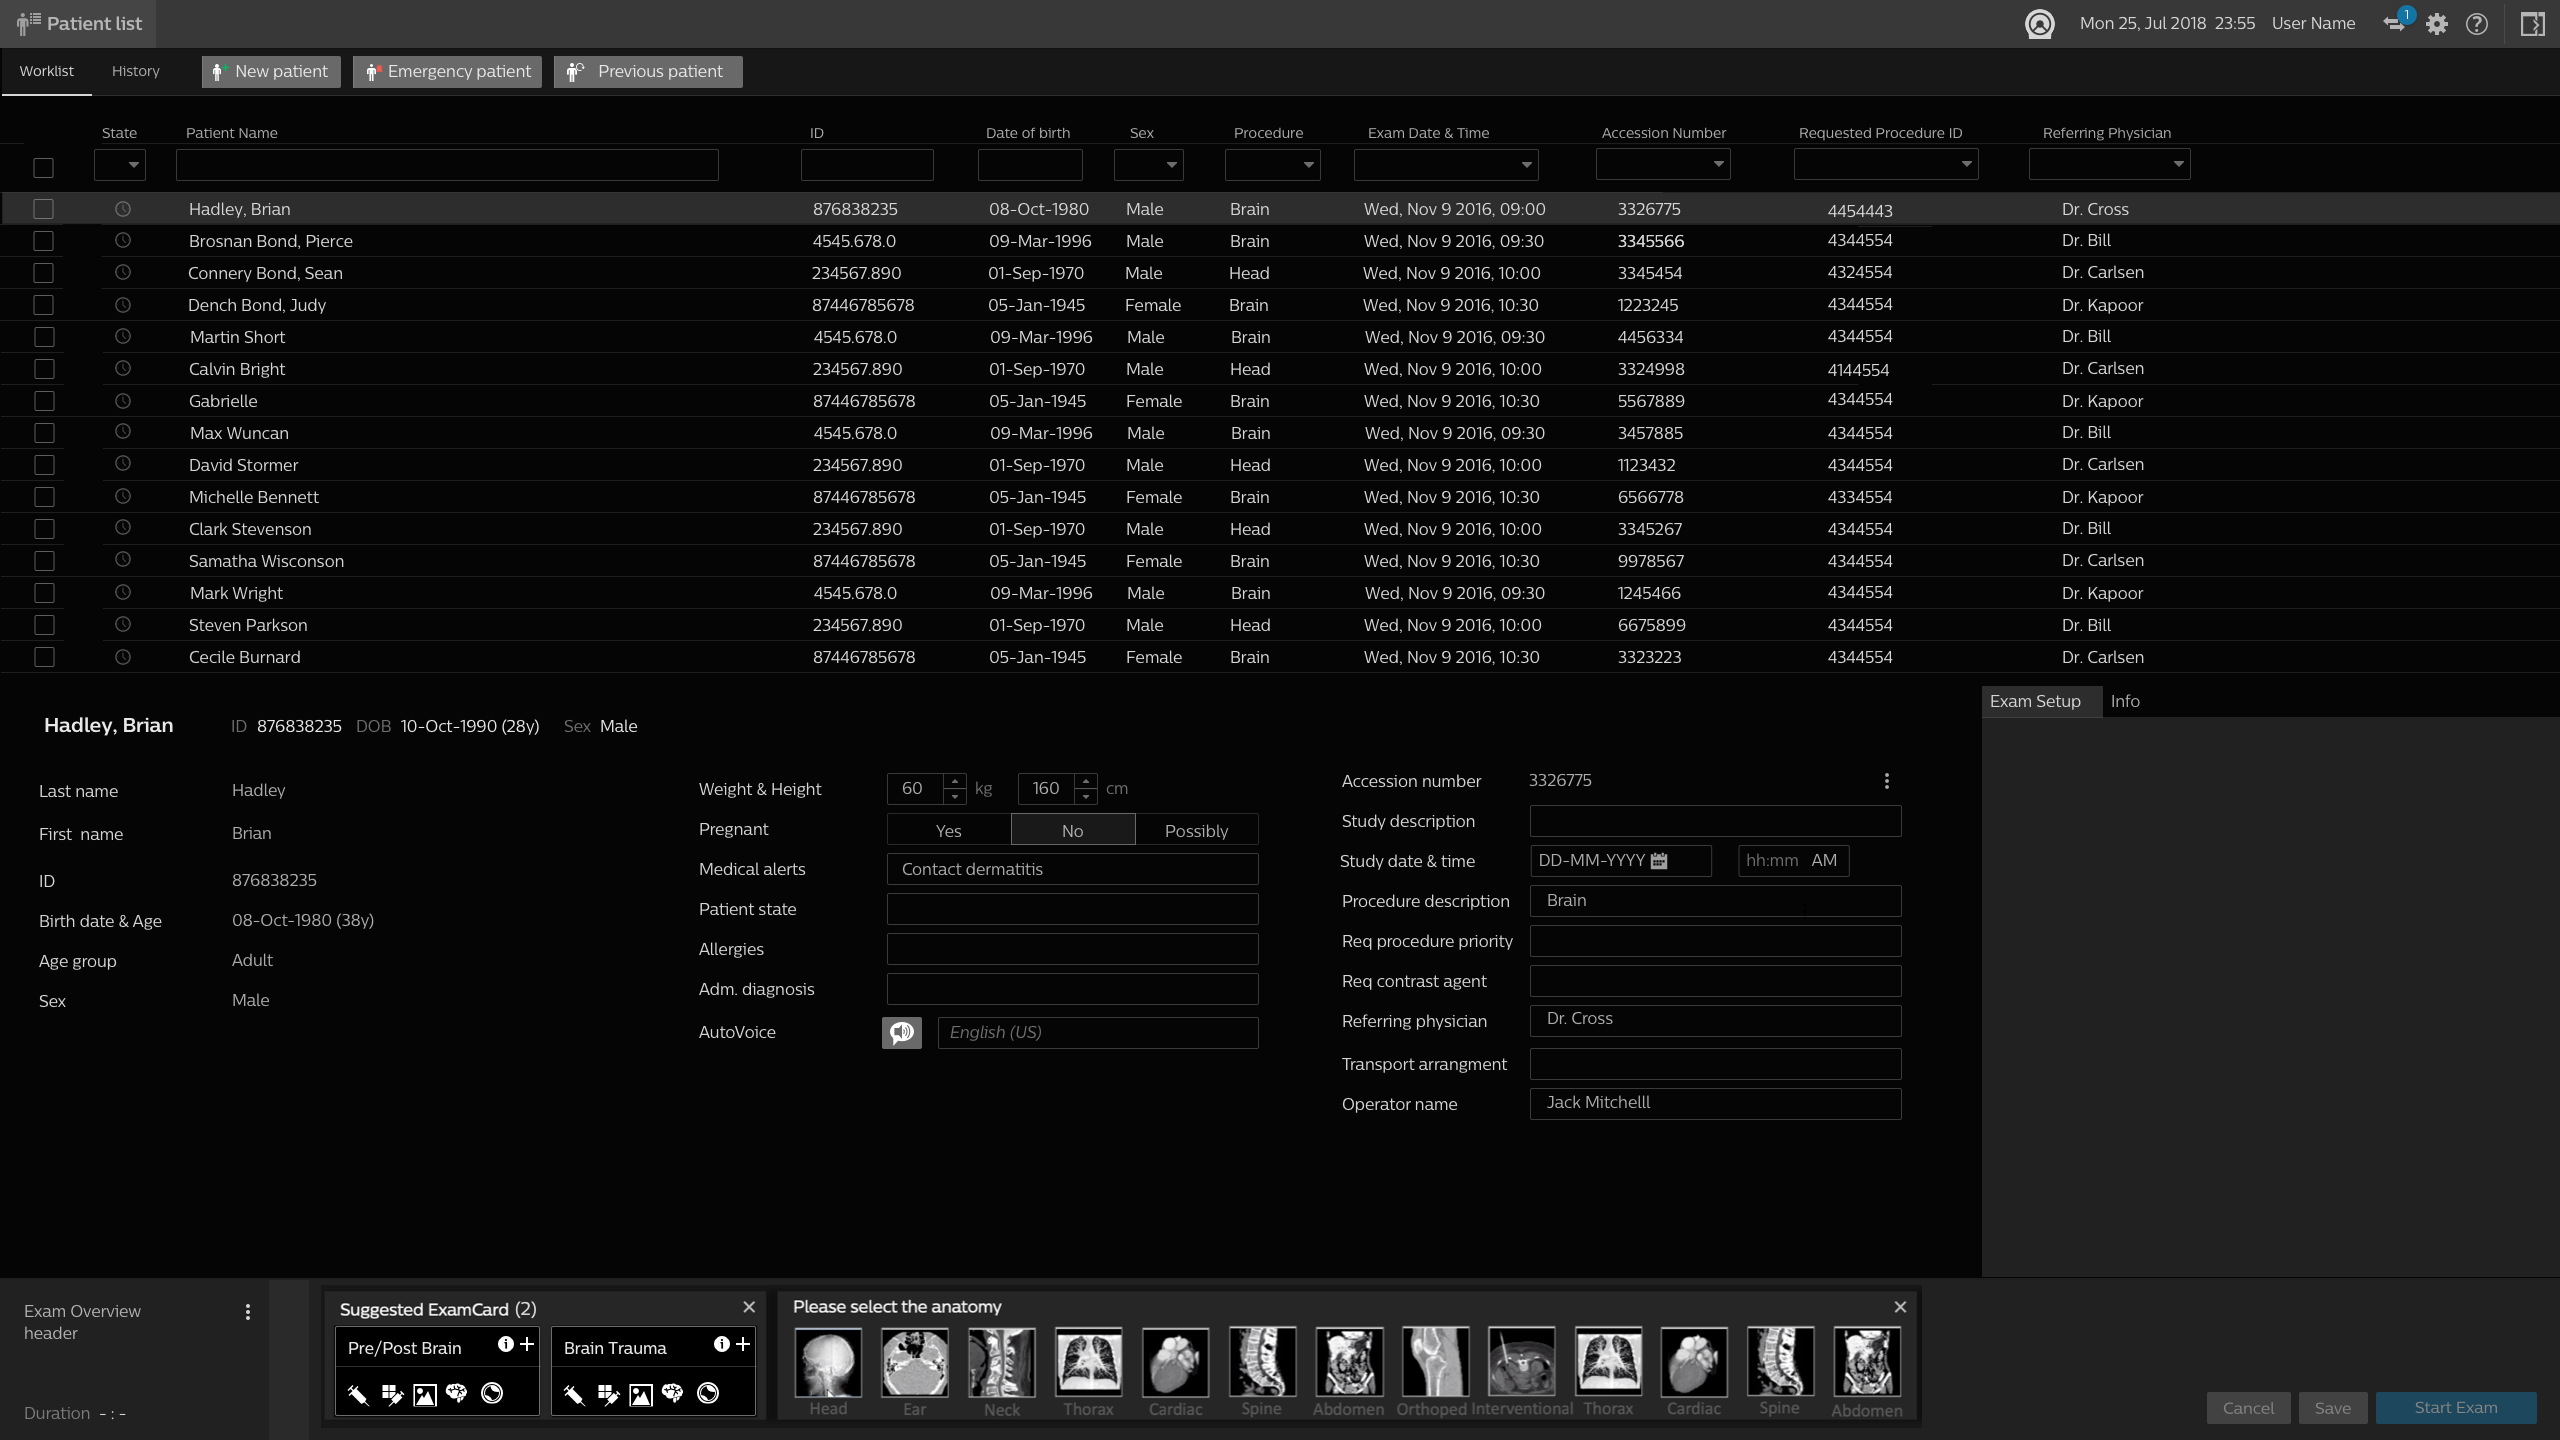 Patient list
Mon 25, Jul 2018 23:55 User Name 1
Worklist History New patient Emergency patient Previous patient
State Patient Name ID Date of birth Sex Procedure Exam Date & Time Accession Number Requested Procedure ID Referring Physician
Hadley, Brian 876838235 08-Oct-1980 Male Brain Wed, Nov 9 2016, 09:00 3326775 4454443 Dr. Cross
Brosnan Bond, Pierce 4545.678.0 09-Mar-1996 Male Brain Wed, Nov 9 2016, 09:30 3345566 4344554 Dr. Bill
Connery Bond, Sean 234567.890 01-Sep-1970 Male Head Wed, Nov 9 2016, 10:00 3345454 4324554 Dr. Carlsen
Dench Bond, Judy 87446785678 05-Jan-1945 Female Brain Wed, Nov 9 2016, 10:30 1223245 4344554 Dr. Kapoor
Martin Short 4545.678.0 09-Mar-1996 Male Brain Wed, Nov 9 2016, 09:30 4456334 4344554 Dr. Bill
Calvin Bright 234567.890 01-Sep-1970 Male Head Wed, Nov 9 2016, 10:00 3324998 4144554 Dr. Carlsen
Gabrielle 87446785678 05-Jan-1945 Female Brain Wed, Nov 9 2016, 10:30 5567889 4344554 Dr. Kapoor
Max Wuncan 4545.678.0 09-Mar-1996 Male Brain Wed, Nov 9 2016, 09:30 3457885 4344554 Dr. Bill
David Stormer 234567.890 01-Sep-1970 Male Head Wed, Nov 9 2016, 10:00 1123432 4344554 Dr. Carlsen
Michelle Bennett 87446785678 05-Jan-1945 Female Brain Wed, Nov 9 2016, 10:30 6566778 4334554 Dr. Kapoor
Clark Stevenson 234567.890 01-Sep-1970 Male Head Wed, Nov 9 2016, 10:00 3345267 4344554 Dr. Bill
Samatha Wisconson 87446785678 05-Jan-1945 Female Brain Wed, Nov 9 2016, 10:30 9978567 4344554 Dr. Carlsen
Mark Wright 4545.678.0 09-Mar-1996 Male Brain Wed, Nov 9 2016, 09:30 1245466 4344554 Dr. Kapoor
Steven Parkson 234567.890 01-Sep-1970 Male Head Wed, Nov 9 2016, 10:00 6675899 4344554 Dr. Bill
Cecile Burnard 87446785678 05-Jan-1945 Female Brain Wed, Nov 9 2016, 10:30 3323223 4344554 Dr. Carlsen
Hadley, Brian ID 876838235 DOB 10-Oct-1990 (28y) Sex Male
Last name Hadley
First name Brian
ID 876838235
Birth date & Age 08-Oct-1980 (38y)
Age group Adult
Sex Male
Weight & Height 60 kg 160 cm
Pregnant Yes No Possibly
Medical alerts Contact dermatitis
Patient state
Allergies
Adm. diagnosis
AutoVoice English (US)
Accession number 3326775
Study description
Study date & time DD-MM-YYYY hh:mm AM
Procedure description Brain
Req procedure priority
Req contrast agent
Referring physician Dr. Cross
Transport arrangment
Operator name Jack Mitchelll
Exam Setup Info
Exam Overview
header
Duration - : -
Suggested ExamCard (2)
Pre/Post Brain
Brain Trauma
Please select the anatomy
Head Ear Neck Thorax Cardiac Spine Abdomen Orthoped Interventional Thorax Cardiac Spine Abdomen
Cancel Save Start Exam